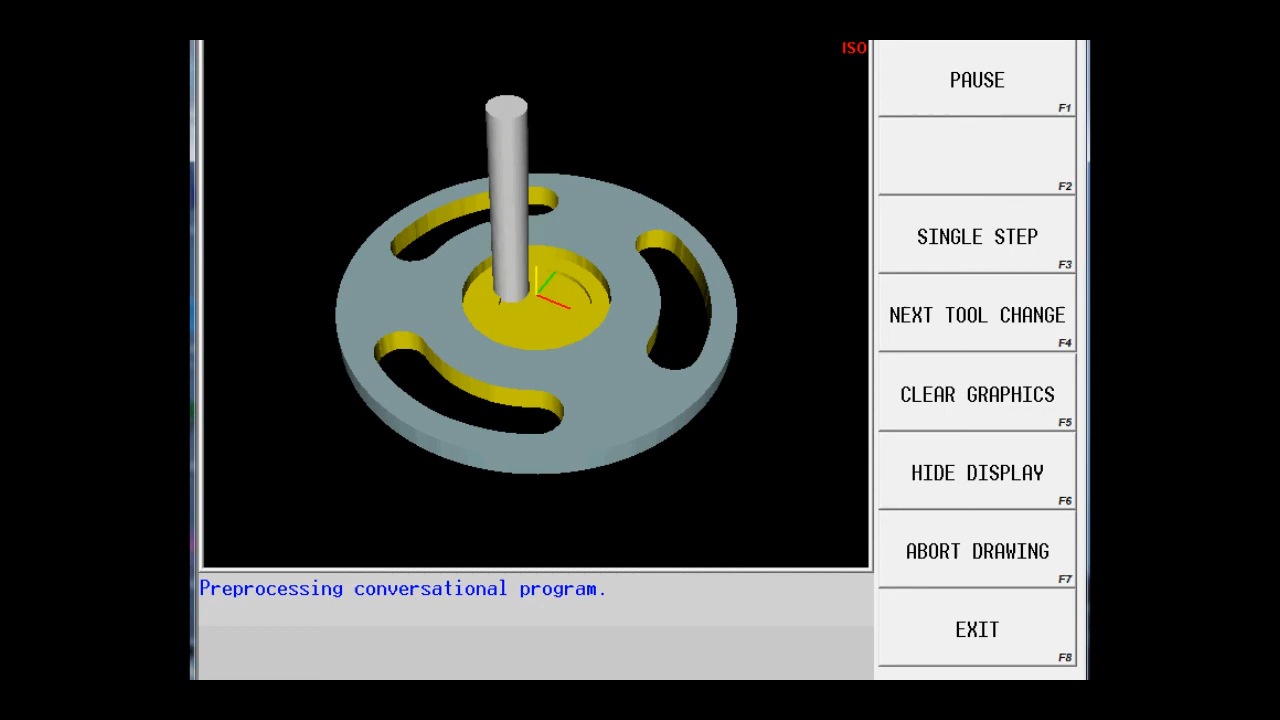 ISO
PAUSE
F1
F2
SINGLE STEP
F3
NEXT TOOL CHANGE
F4
CLEAR GRAPHICS
F5
HIDE DISPLAY
F6
ABORT DRAWING
F7
EXIT
F8
Preprocessing conversational program.